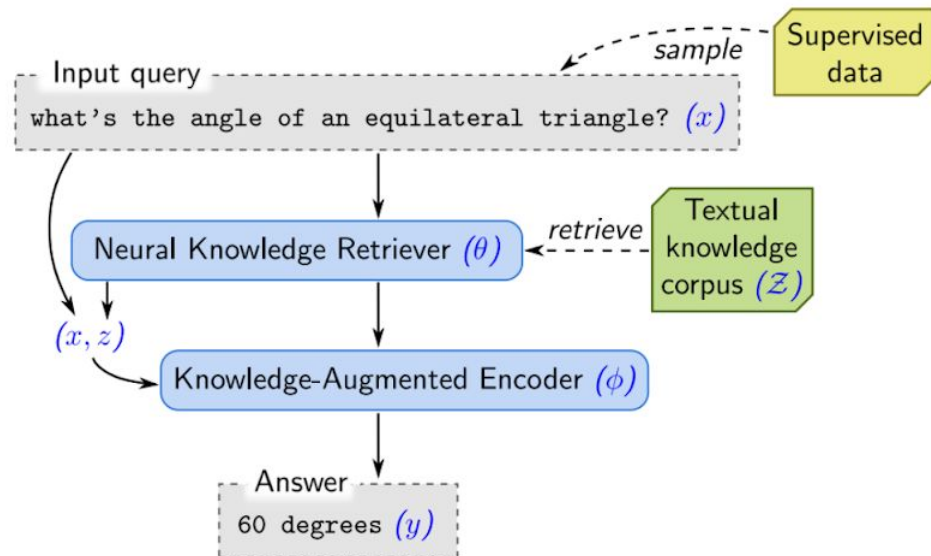 Supervised
data
sample
Input query
what's the angle of an equilateral triangle? (x)
Neural Knowledge Retriever (θ)
retrieve
Textual
knowledge
corpus (𝒵)
(x, z)
Knowledge-Augmented Encoder (ϕ)
Answer
60 degrees (y)